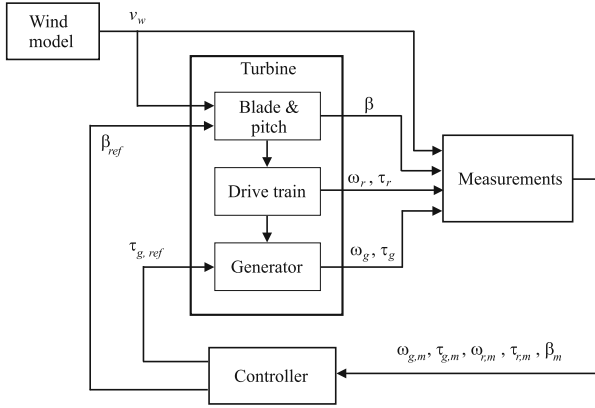 Wind
model
v_w
Turbine
Blade &
pitch
β
β_ref
Drive train
ω_r , τ_r
Measurements
τ_g, ref
Generator
ω_g, τ_g
Controller
ω_g,m, τ_g,m, ω_r,m, τ_r,m, β_m